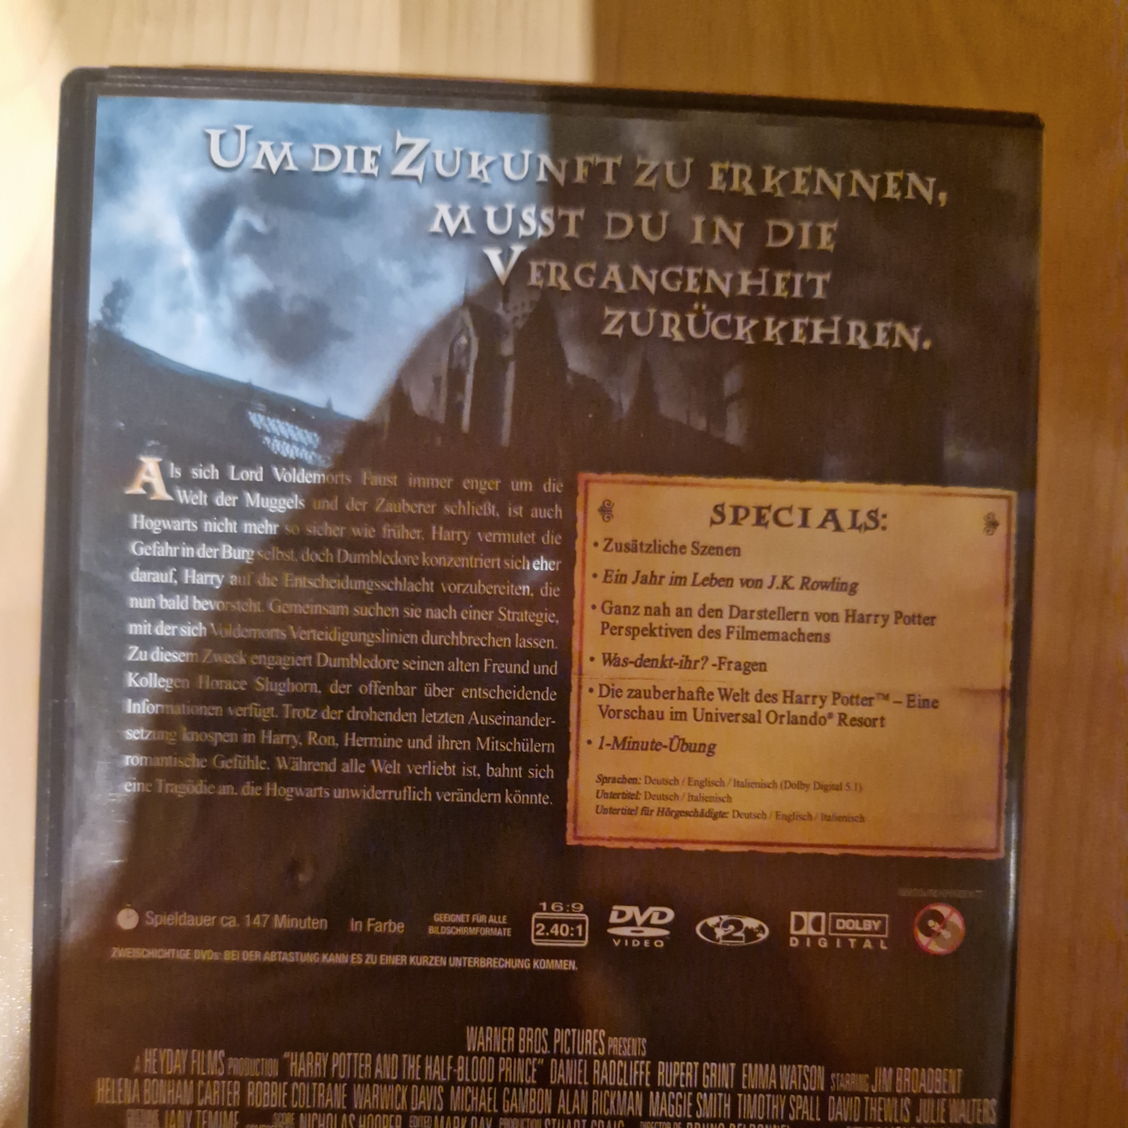 UM DIE ZUKUNFT ZU ERKENNEN,
MUSST DU IN DIE
VERGANGENHEIT
ZURÜCKKEHREN.
Als sich Lord Voldemorts Faust immer enger um die
Welt der Muggels und der Zauberer schließt, ist auch
Hogwarts nicht mehr so sicher wie früher. Harry vermutet die
Gefahr in der Burg selbst, doch Dumbledore konzentriert sich eher
darauf, Harry auf die Entscheidungsschlacht vorzubereiten, die
nun bald bevorsteht. Gemeinsam suchen sie nach einer Strategie,
mit der sich Voldemorts Verteidigungslinien durchbrechen lassen.
Zu diesem Zweck engagiert Dumbledore seinen alten Freund und
Kollegen Horace Slughorn, der offenbar über entscheidende
Informationen verfügt. Trotz der drohenden letzten Auseinander-
setzung knospen in Harry, Ron, Hermine und ihren Mitschülern
romantische Gefühle. Während alle Welt verliebt ist, bahnt sich
eine Tragödie an, die Hogwarts unwiderruflich verändern könnte.
SPECIALS:
• Zusätzliche Szenen
• Ein Jahr im Leben von J.K. Rowling
• Ganz nah an den Darstellern von Harry Potter
Perspektiven des Filmemachens
• Was-denkt-ihr? -Fragen
• Die zauberhafte Welt des Harry Potter™ – Eine
Vorschau im Universal Orlando® Resort
• 1-Minute-Übung
Sprachen: Deutsch / Englisch / Italienisch (Dolby Digital 5.1)
Untertitel: Deutsch / Italienisch
Untertitel für Hörgeschädigte: Deutsch / Englisch / Italienisch
Spieldauer ca. 147 Minuten
In Farbe
GEEIGNET FÜR ALLE
BILDSCHIRMFORMATE
16:9
2.40:1
DVD
VIDEO
2
DOLBY
DIGITAL
ZWEISCHICHTIGE DVDs: BEI DER ABTASTUNG KANN ES ZU EINER KURZEN UNTERBRECHUNG KOMMEN.
WARNER BROS. PICTURES PRESENTS
A HEYDAY FILMS PRODUCTION "HARRY POTTER AND THE HALF-BLOOD PRINCE" DANIEL RADCLIFFE RUPERT GRINT EMMA WATSON STARRING JIM BROADBENT
HELENA BONHAM CARTER ROBBIE COLTRANE WARWICK DAVIS MICHAEL GAMBON ALAN RICKMAN MAGGIE SMITH TIMOTHY SPALL DAVID THEWLIS JULIE WALTERS
JANY TEMIME NICHOLAS HOOPER EDITED MARK DAY PRODUCTION STUART CRAIG